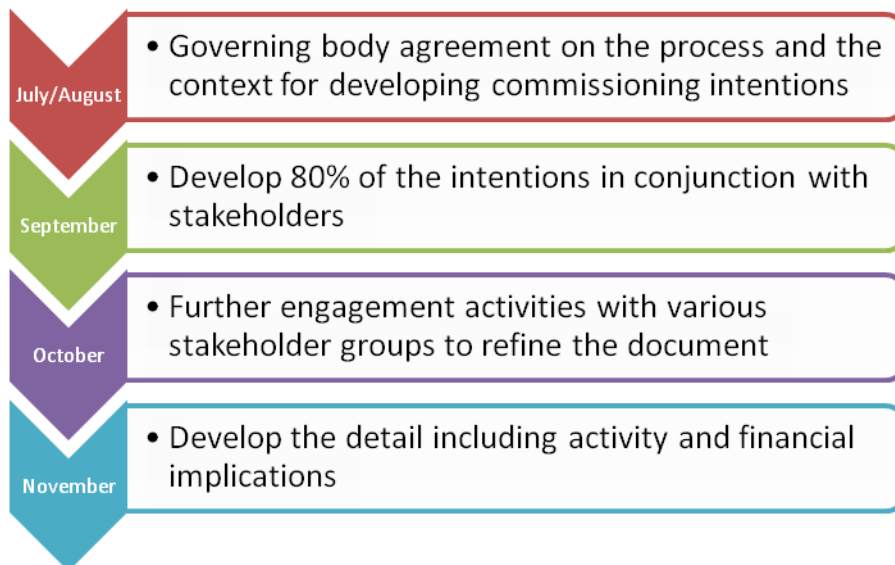 July/August
• Governing body agreement on the process and the
context for developing commissioning intentions
September
• Develop 80% of the intentions in conjunction with
stakeholders
October
• Further engagement activities with various
stakeholder groups to refine the document
November
• Develop the detail including activity and financial
implications